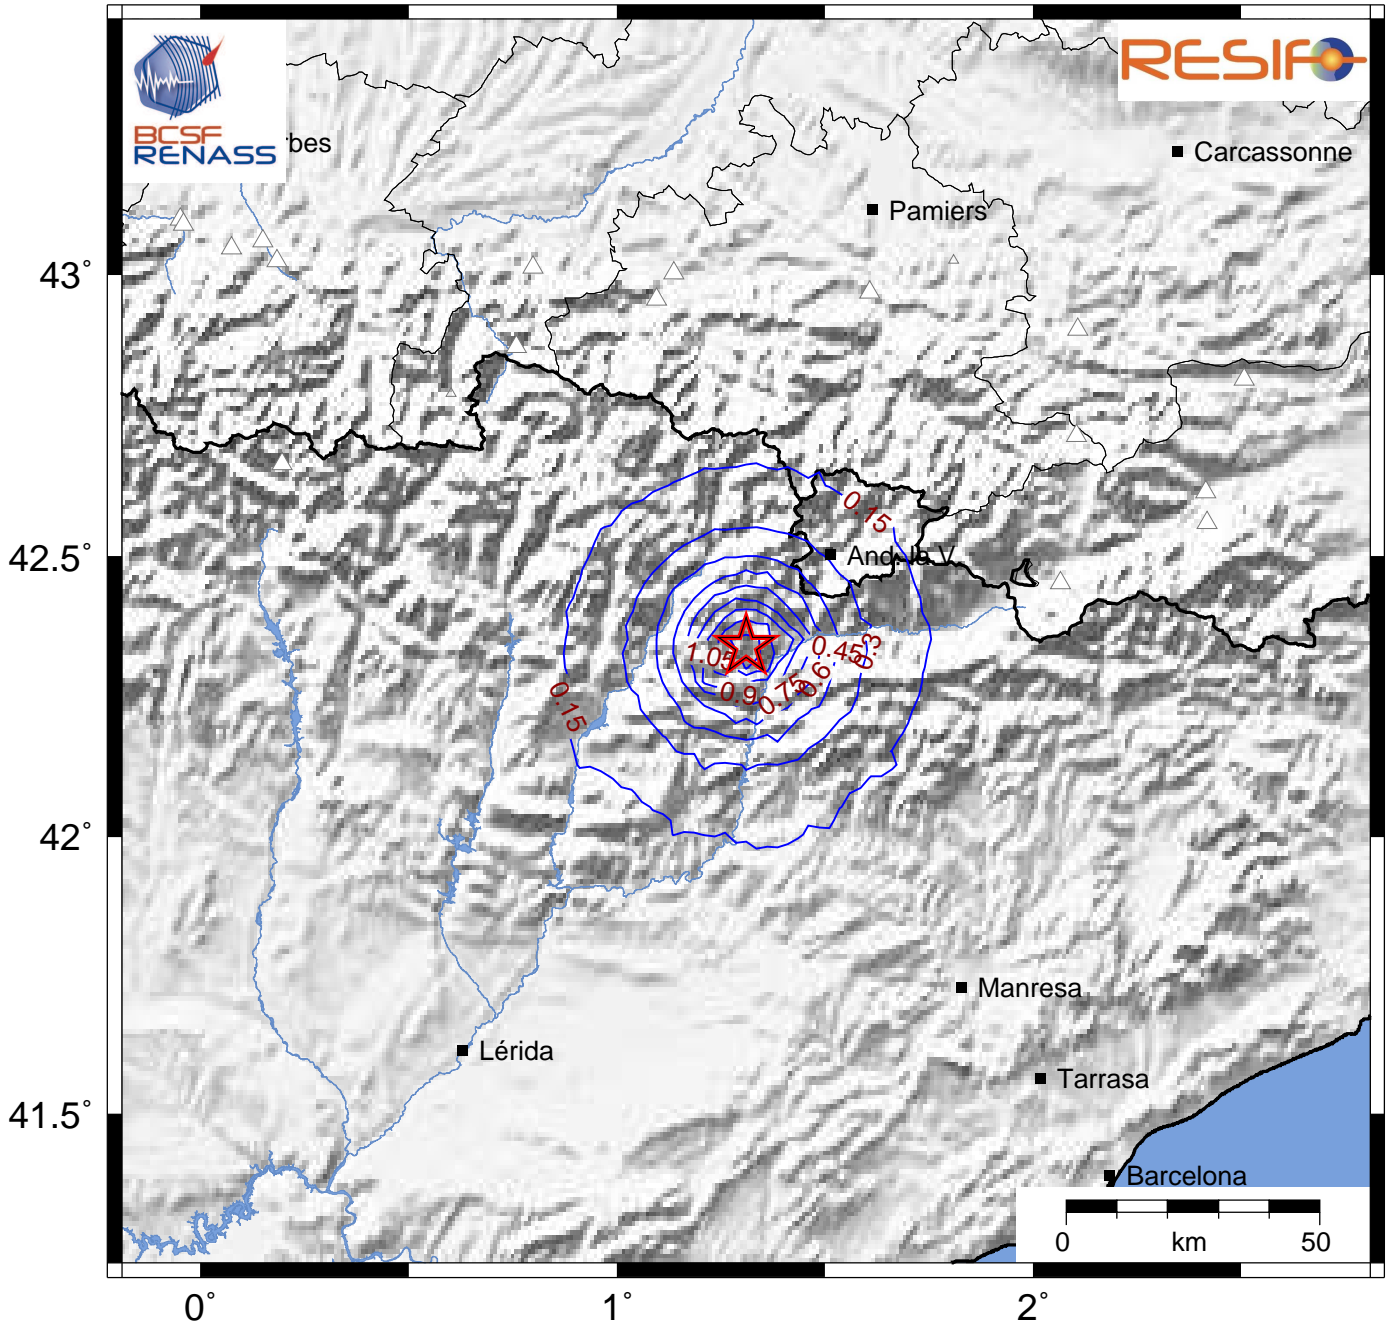 BCSF
RENASS
RESIF
rbes
Carcassonne
Pamiers
43°
0.15
42.5°
And. la V.
1.05
0.45
0.3
0.6
0.75
0.9
0.15
42°
Manresa
Lérida
Tarrasa
41.5°
Barcelona
0 km 50
0° 1° 2°